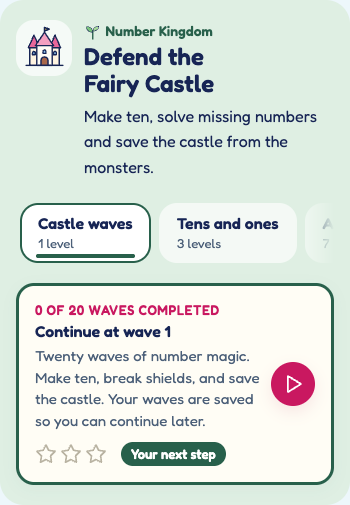 Number Kingdom
Defend the
Fairy Castle
Make ten, solve missing numbers
and save the castle from the
monsters.
Castle waves
1 level
Tens and ones
3 levels
A
7
0 OF 20 WAVES COMPLETED
Continue at wave 1
Twenty waves of number magic.
Make ten, break shields, and save
the castle. Your waves are saved
so you can continue later.
Your next step